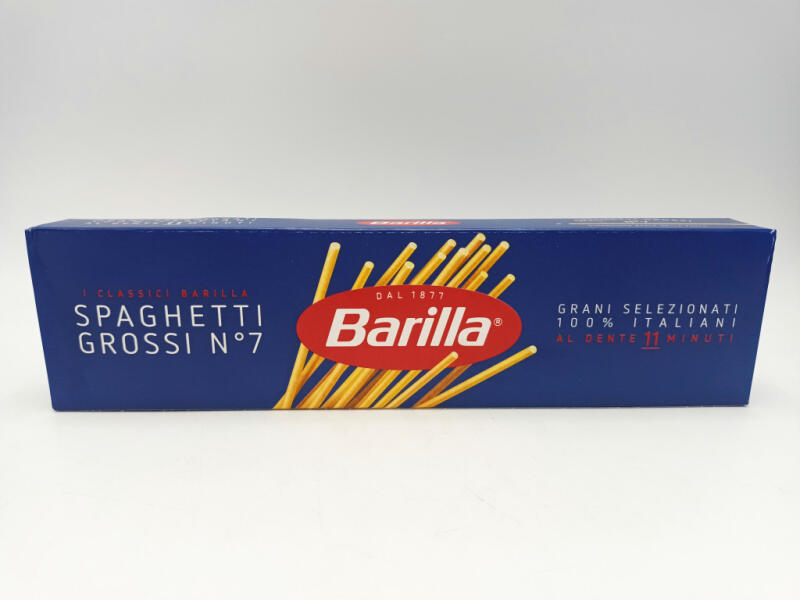 I CLASSICI BARILLA
SPAGHETTI
GROSSI N°7
DAL 1877
Barilla®
GRANI SELEZIONATI
100% ITALIANI
AL DENTE 11 MINUTI